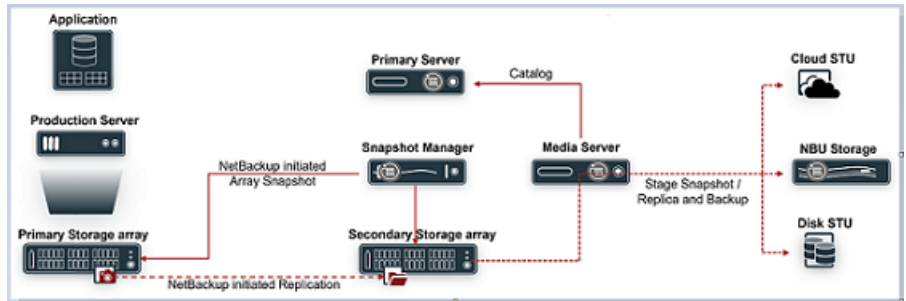 Application
Primary Server
Cloud STU
Catalog
Production Server
Snapshot Manager
Media Server
NBU Storage
NetBackup initiated
Array Snapshot
Stage Snapshot /
Replica and Backup
Primary Storage array
Secondary Storage array
Disk STU
NetBackup initiated Replication